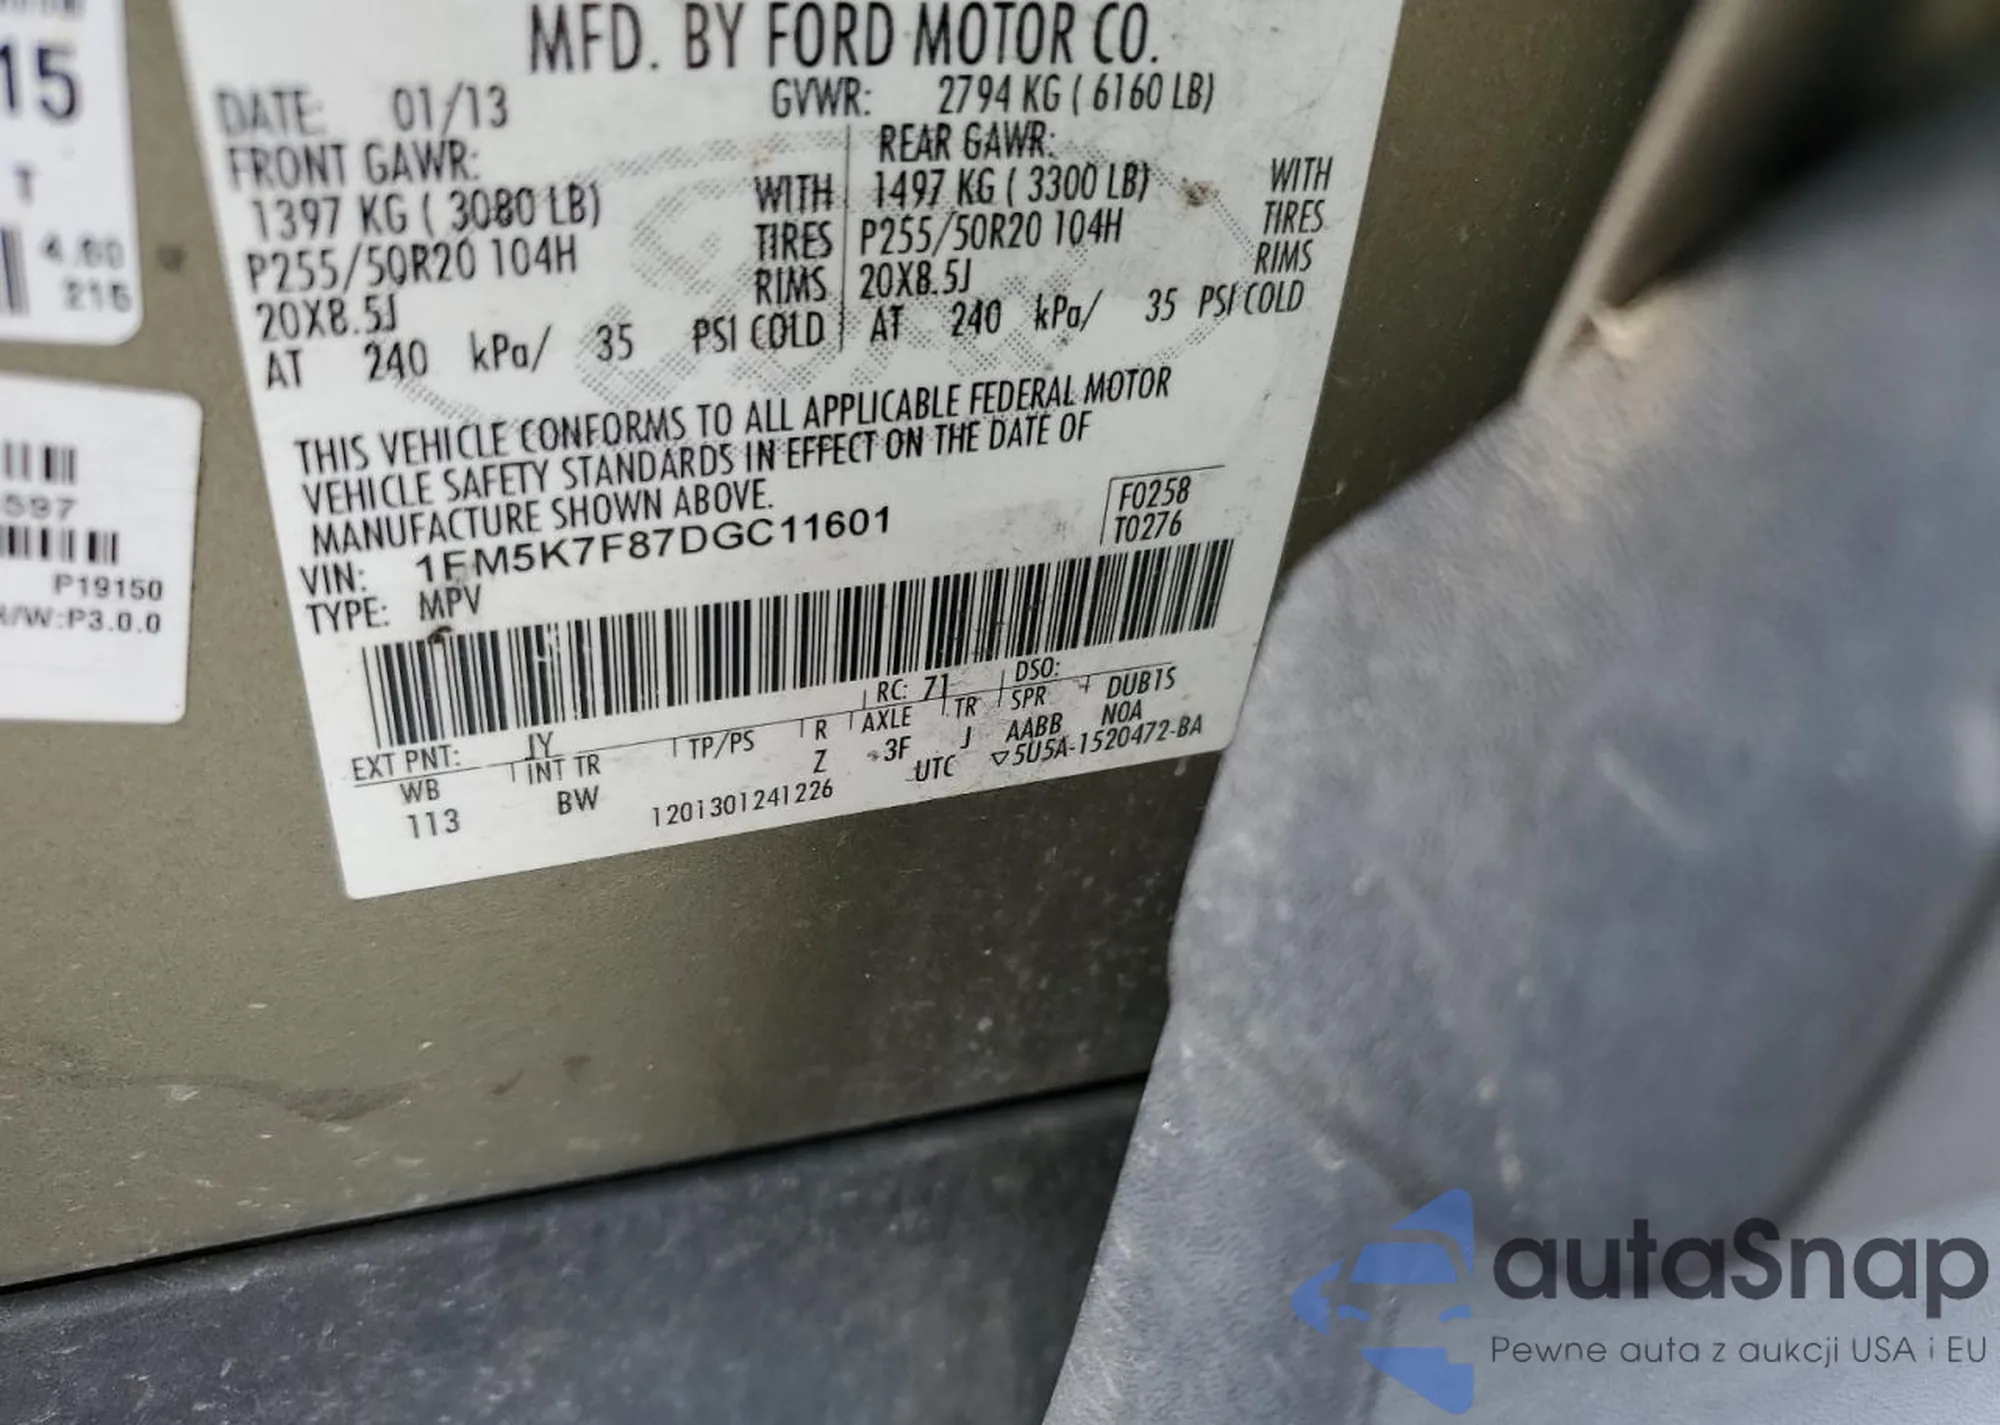 MFD. BY FORD MOTOR CO.
DATE: 01/13 GVWR: 2794 KG ( 6160 LB)
FRONT GAWR: REAR GAWR:
1397 KG ( 3080 LB) WITH 1497 KG ( 3300 LB) WITH
P255/50R20 104H TIRES P255/50R20 104H TIRES
20X8.5J RIMS 20X8.5J RIMS
AT 240 kPa/ 35 PSI COLD AT 240 kPa/ 35 PSI COLD
THIS VEHICLE CONFORMS TO ALL APPLICABLE FEDERAL MOTOR
VEHICLE SAFETY STANDARDS IN EFFECT ON THE DATE OF
MANUFACTURE SHOWN ABOVE.
F0258
VIN: 1FM5K7F87DGC11601
T0276
TYPE: MPV
EXT PNT: JY RC: 71 DSO:
WB INT TR TP/PS R AXLE TR SPR DUB1S
113 BW Z 3F J AABB NOA
1201301241226 UTC ▽5U5A-1520472-BA
15
T
4.60
216
597
P19150
/W:P3.0.0
autaSnap
Pewne auta z aukcji USA i EU